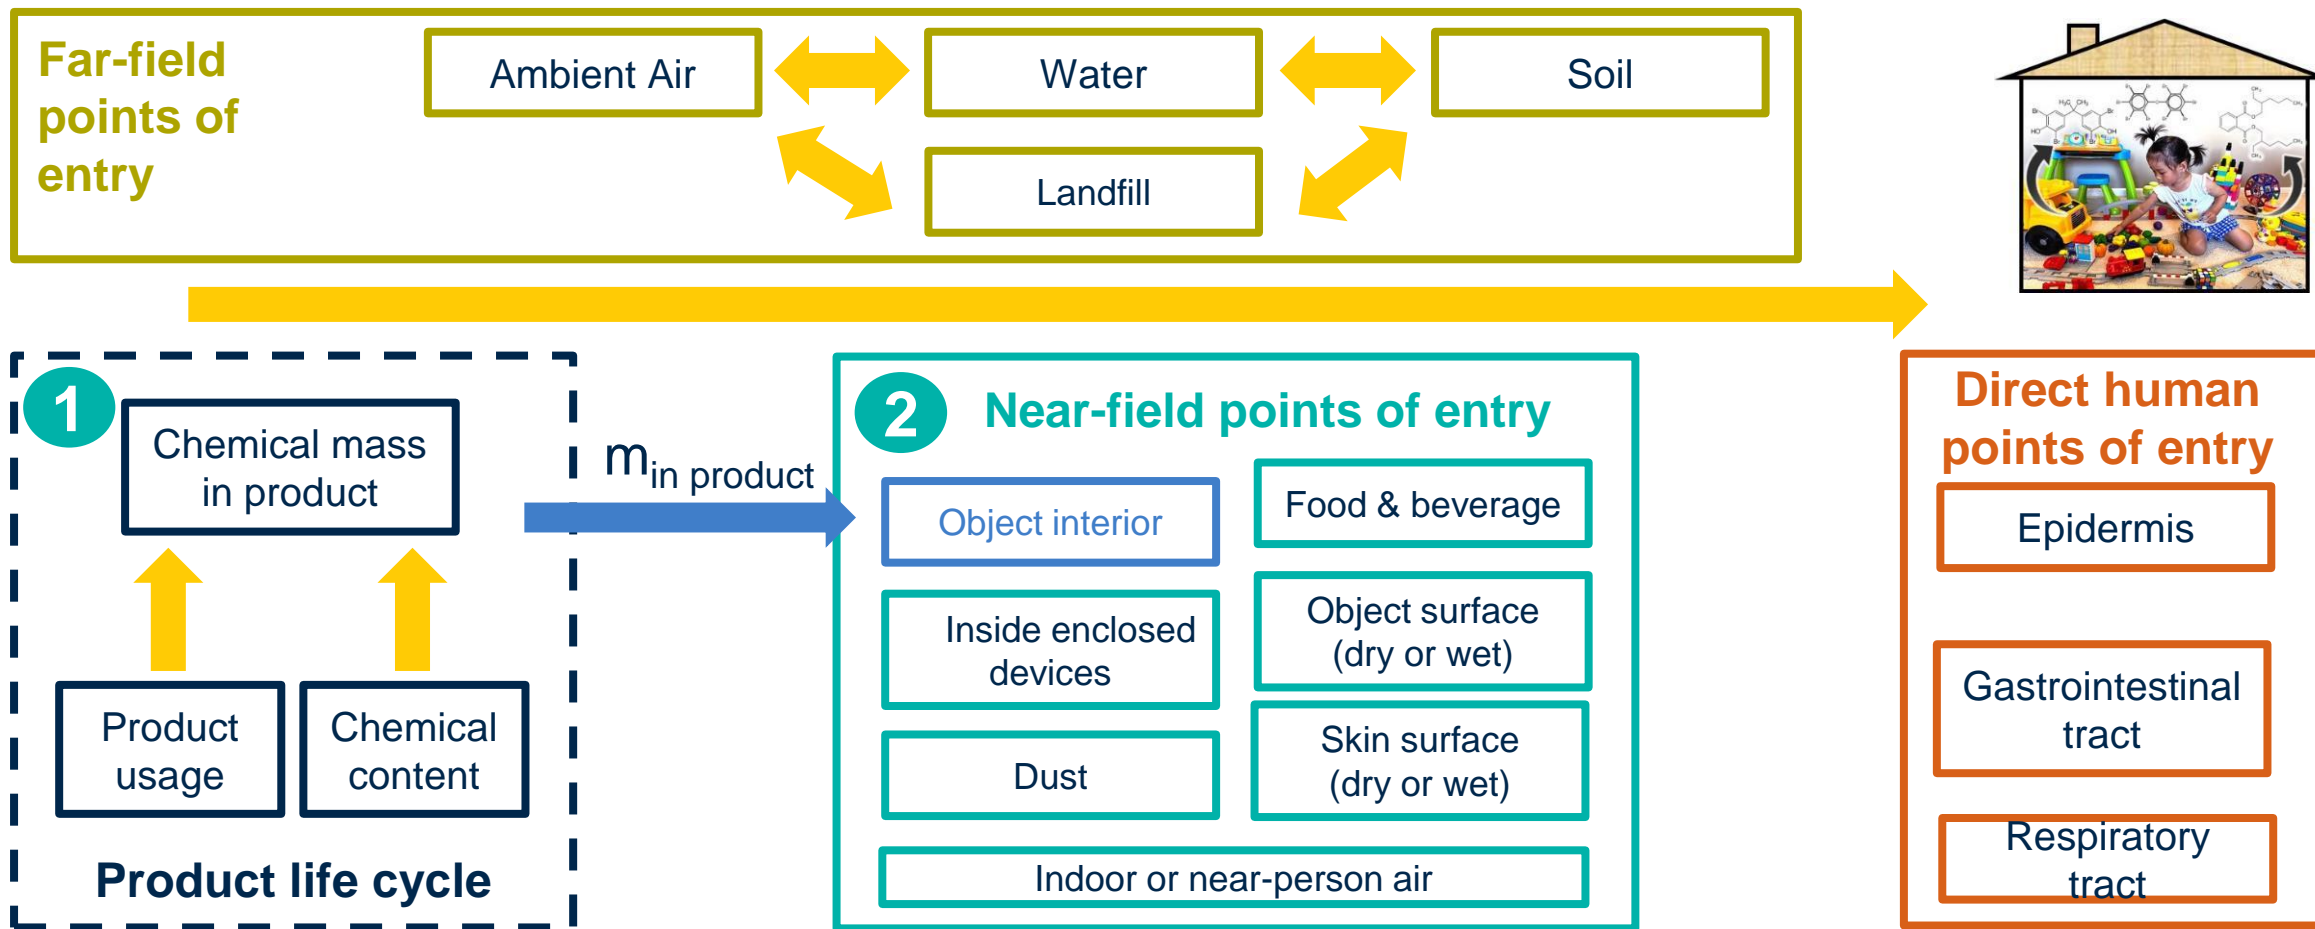 Far-field
points of
entry
Ambient Air
Water
Soil
Landfill
1
Chemical mass
in product
Product
usage
Chemical
content
Product life cycle
m in product
2
Near-field points of entry
Object interior
Food & beverage
Inside enclosed
devices
Object surface
(dry or wet)
Dust
Skin surface
(dry or wet)
Indoor or near-person air
Direct human
points of entry
Epidermis
Gastrointestinal
tract
Respiratory
tract